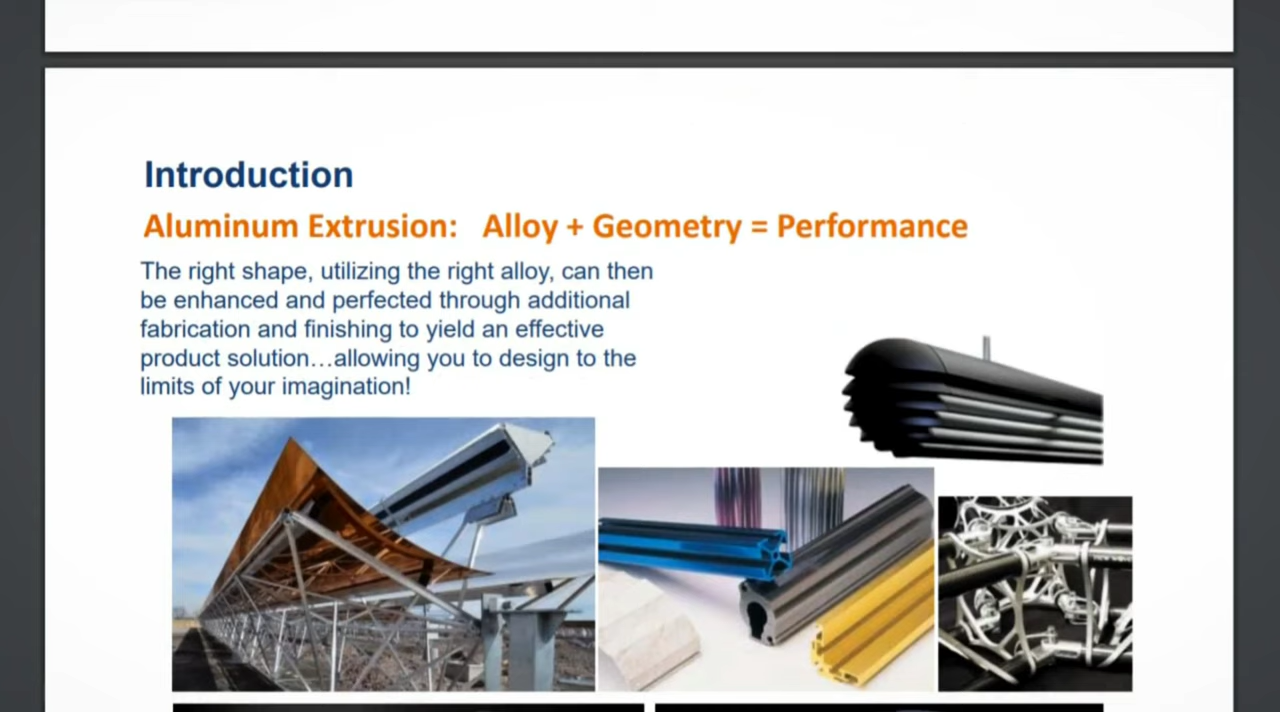 Introduction
Aluminum Extrusion: Alloy + Geometry = Performance
The right shape, utilizing the right alloy, can then
be enhanced and perfected through additional
fabrication and finishing to yield an effective
product solution…allowing you to design to the
limits of your imagination!